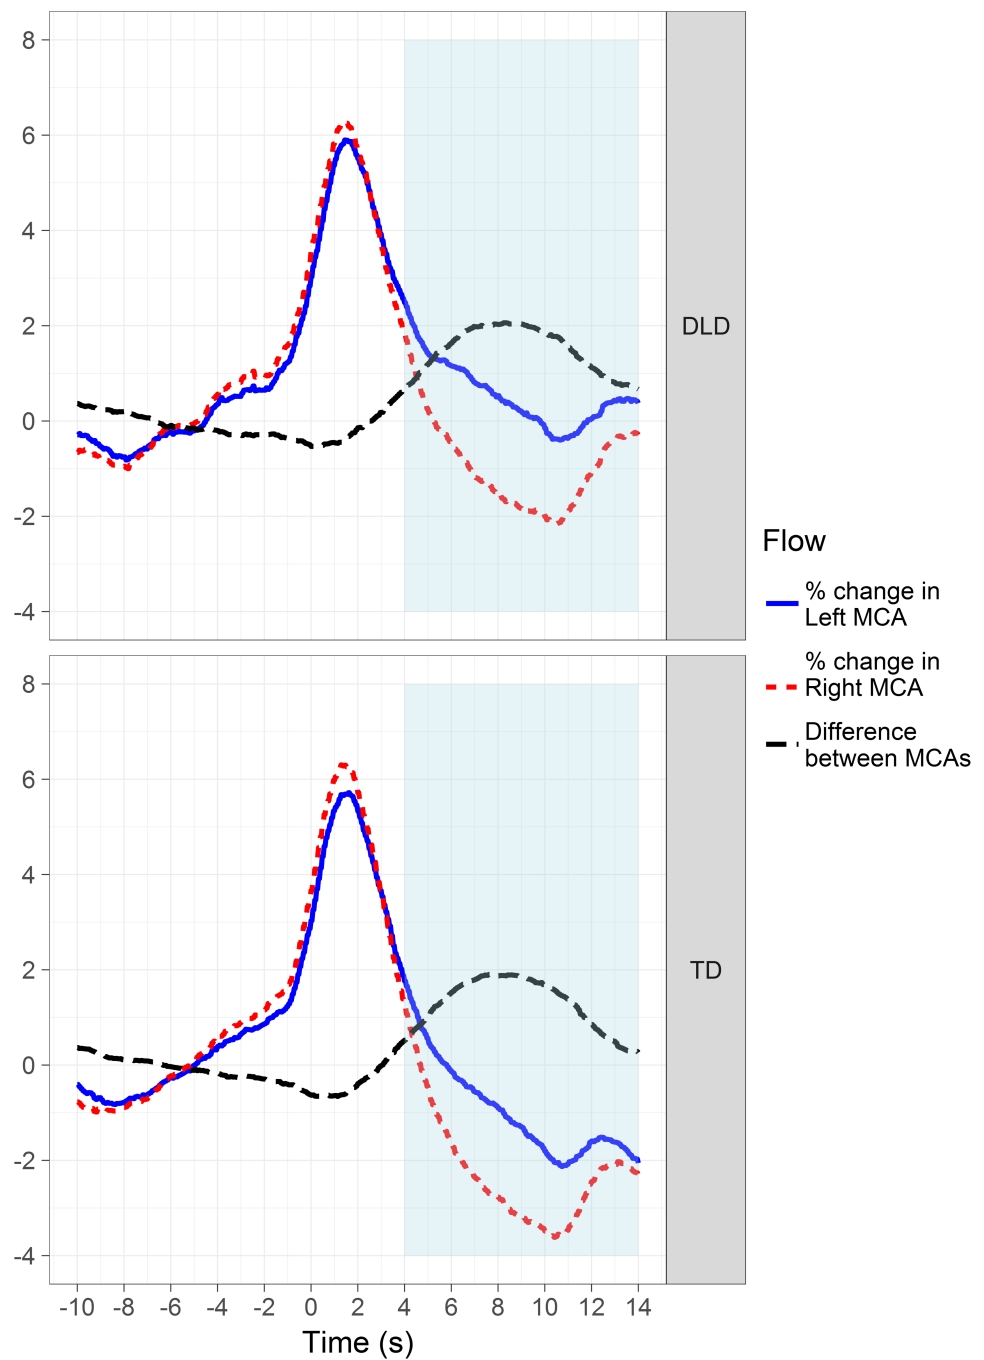 8
6
4
2
0
-2
-4
DLD
8
6
4
2
0
-2
-4
TD
-10 -8 -6 -4 -2 0 2 4 6 8 10 12 14
Time (s)
Flow
% change in
Left MCA
% change in
Right MCA
Difference
between MCAs